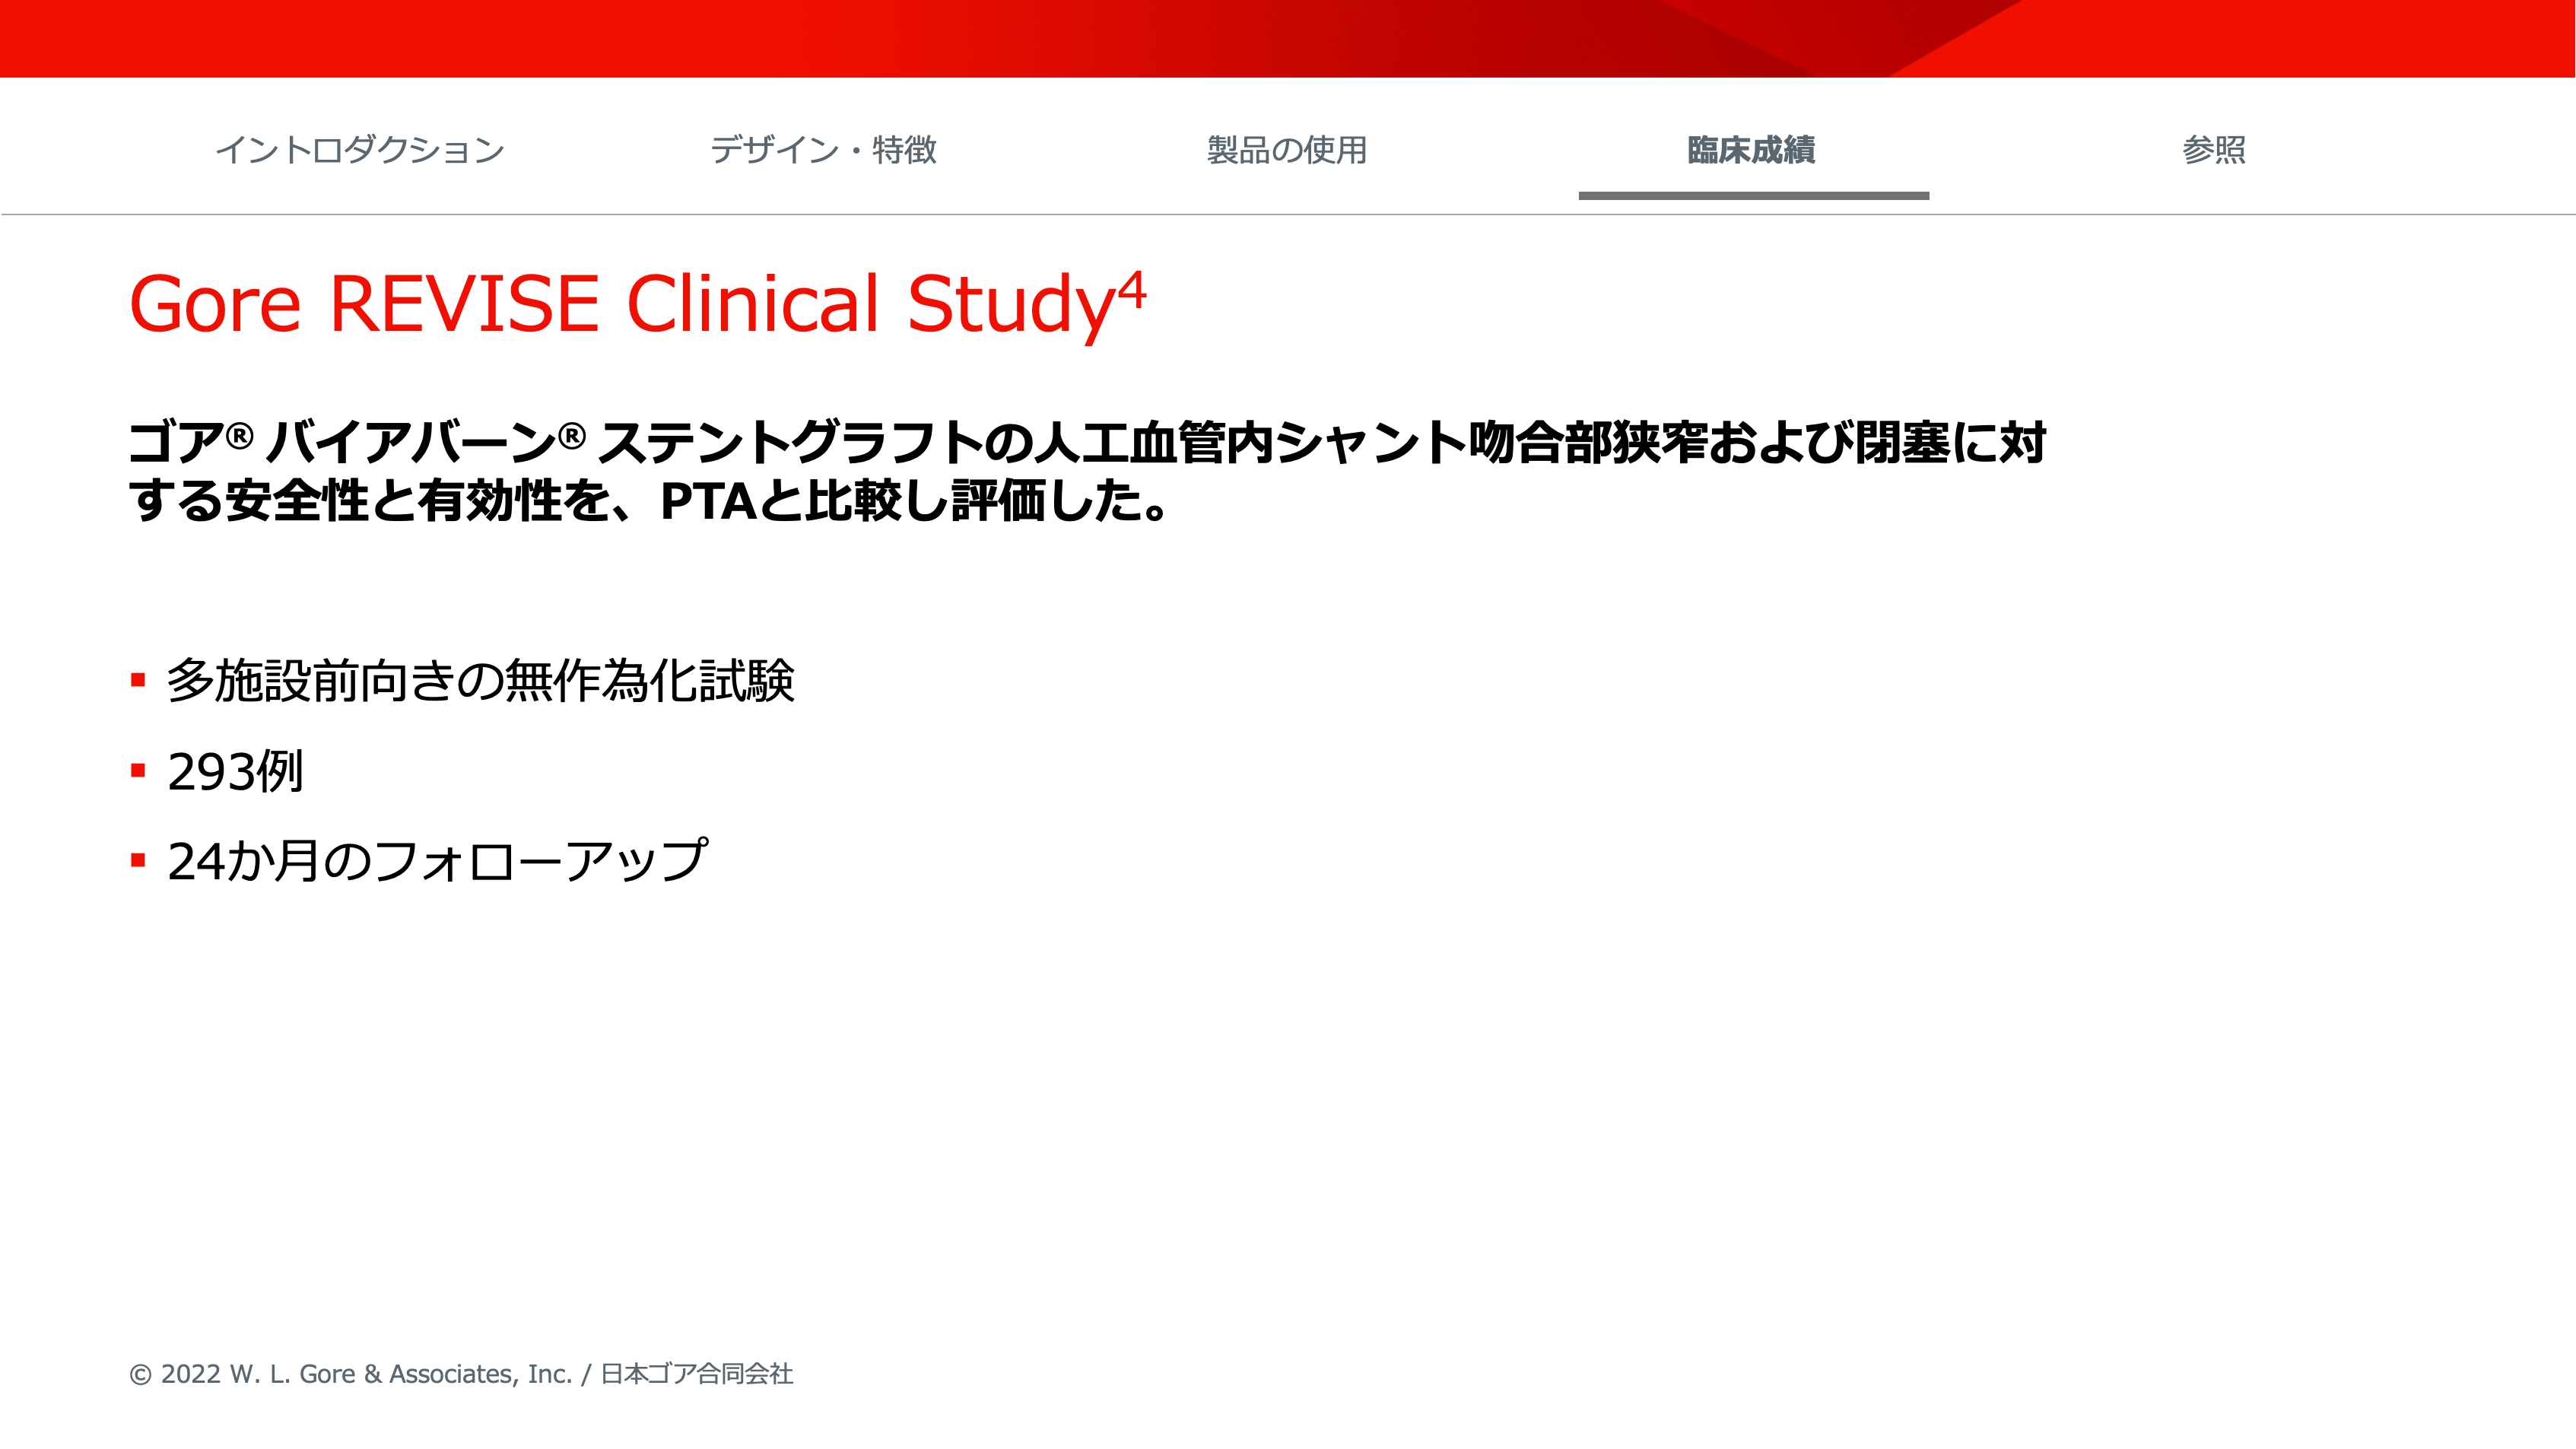 イントロダクション デザイン・特徴 製品の使用 臨床成績 参照
Gore REVISE Clinical Study⁴
ゴア® バイアバーン® ステントグラフトの人工血管内シャント吻合部狭窄および閉塞に対
する安全性と有効性を、PTAと比較し評価した。
▪ 多施設前向きの無作為化試験
▪ 293例
▪ 24か月のフォローアップ
© 2022 W. L. Gore & Associates, Inc. / 日本ゴア合同会社